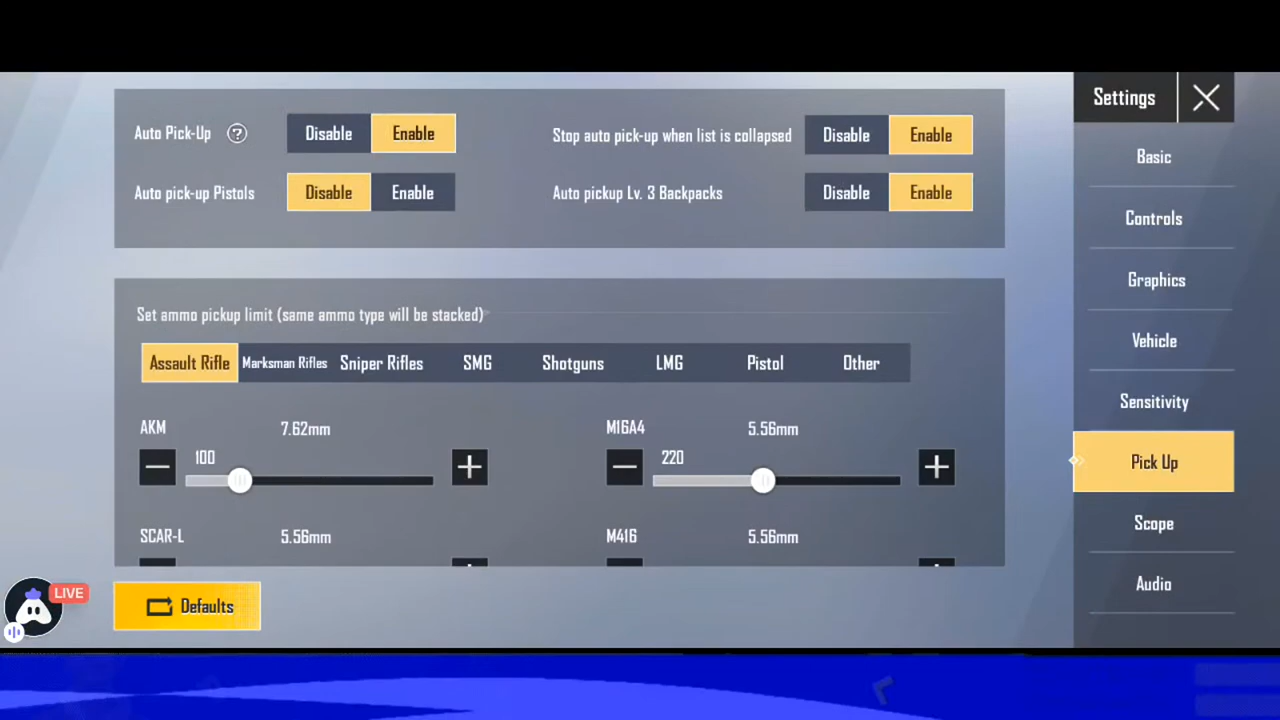 Auto Pick-Up ? Disable Enable
Stop auto pick-up when list is collapsed Disable Enable
Auto pick-up Pistols Disable Enable
Auto pickup Lv. 3 Backpacks Disable Enable
Set ammo pickup limit (same ammo type will be stacked)
Assault Rifle Marksman Rifles Sniper Rifles SMG Shotguns LMG Pistol Other
AKM 7.62mm
100
M16A4 5.56mm
220
SCAR-L 5.56mm
M416 5.56mm
LIVE
Defaults
Settings
Basic
Controls
Graphics
Vehicle
Sensitivity
Pick Up
Scope
Audio